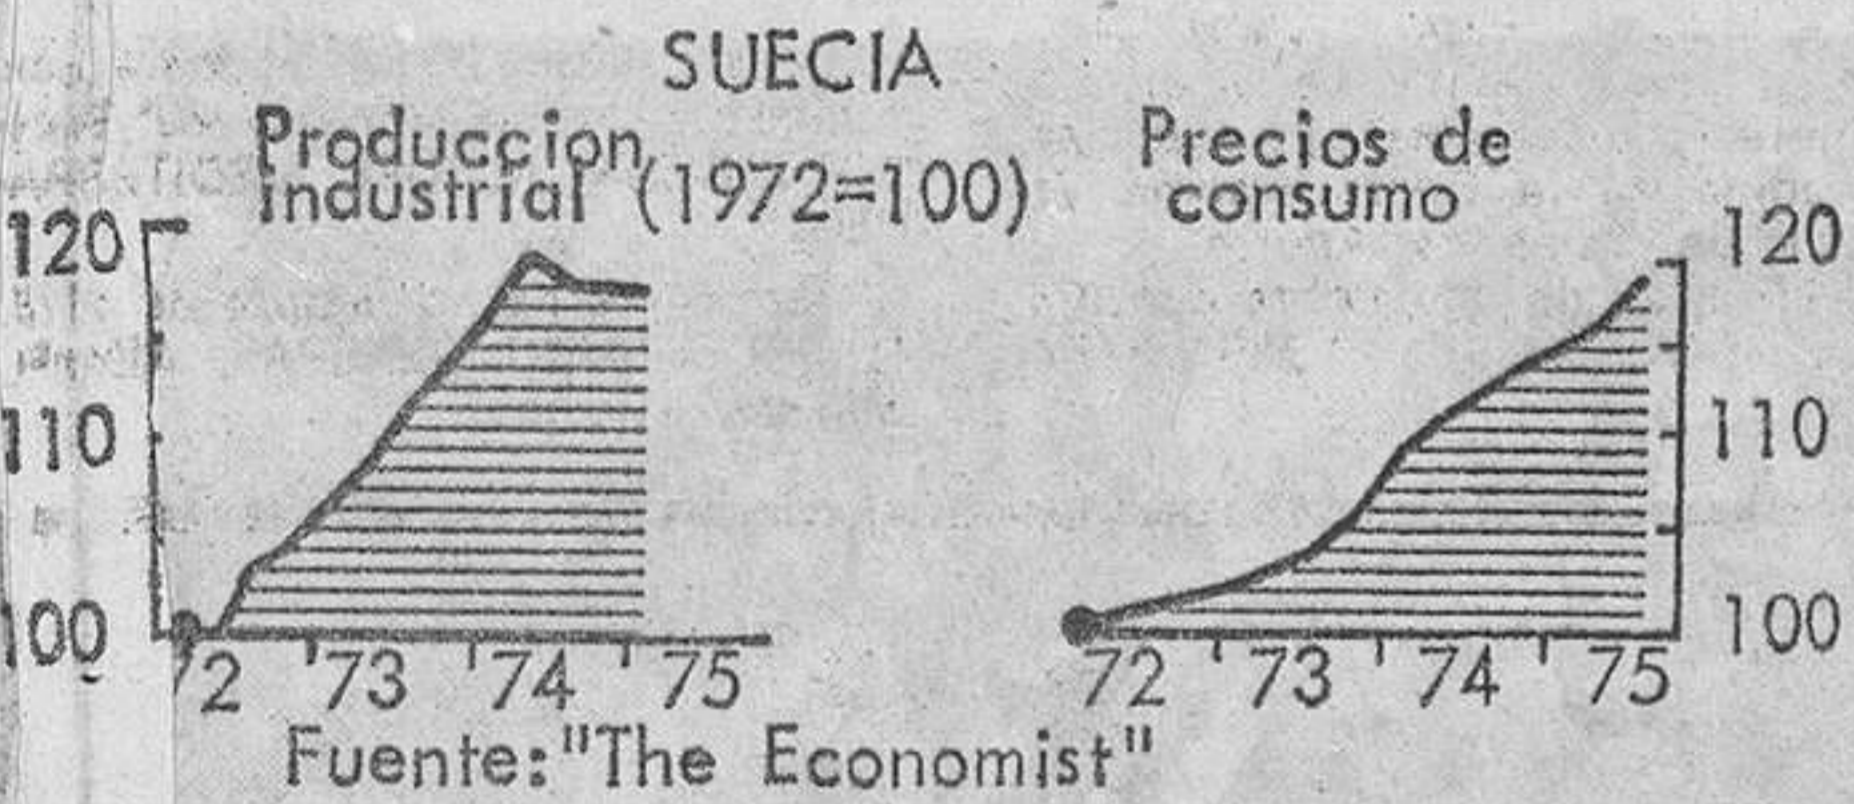 SUECIA
Produccion
industrial (1972=100)
120
110
100
72 73 74 75
Precios de
consumo
120
110
100
72 73 74 75
Fuente: "The Economist"